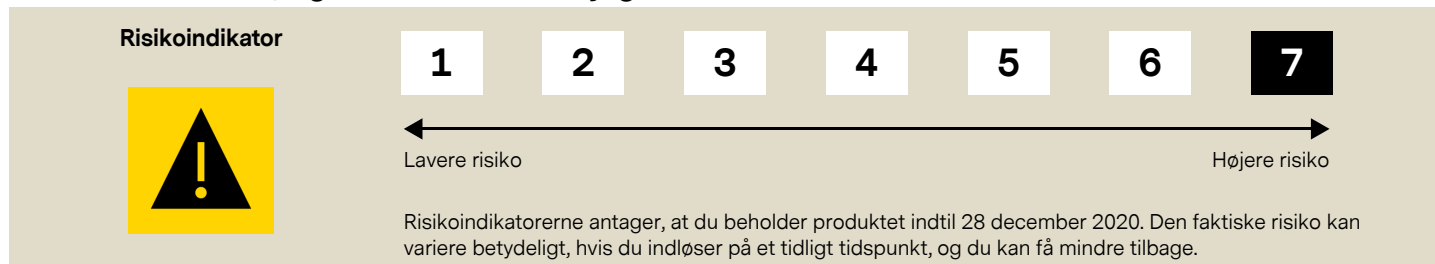 Risikoindikator
1 2 3 4 5 6 7
Lavere risiko Højere risiko
Risikoindikatorerne antager, at du beholder produktet indtil 28 december 2020. Den faktiske risiko kan
variere betydeligt, hvis du indløser på et tidligt tidspunkt, og du kan få mindre tilbage.